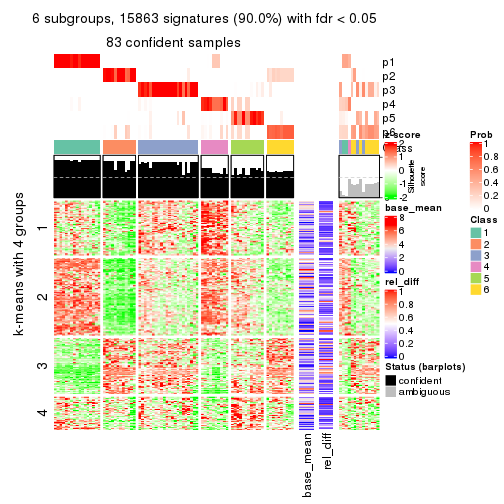 6 subgroups, 15863 signatures (90.0%) with fdr < 0.05
83 confident samples
p1
p2
p3
p4
p5
p6
Class
k-means with 4 groups
1
2
3
4
Silhouette
score
base_mean
rel_diff
z-score
2
1
0
-1
-2
base_mean
8
6
4
2
0
rel_diff
1
0.8
0.6
0.4
0.2
0
Status (barplots)
confident
ambiguous
Prob
1
0.8
0.6
0.4
0.2
0
Class
1
2
3
4
5
6